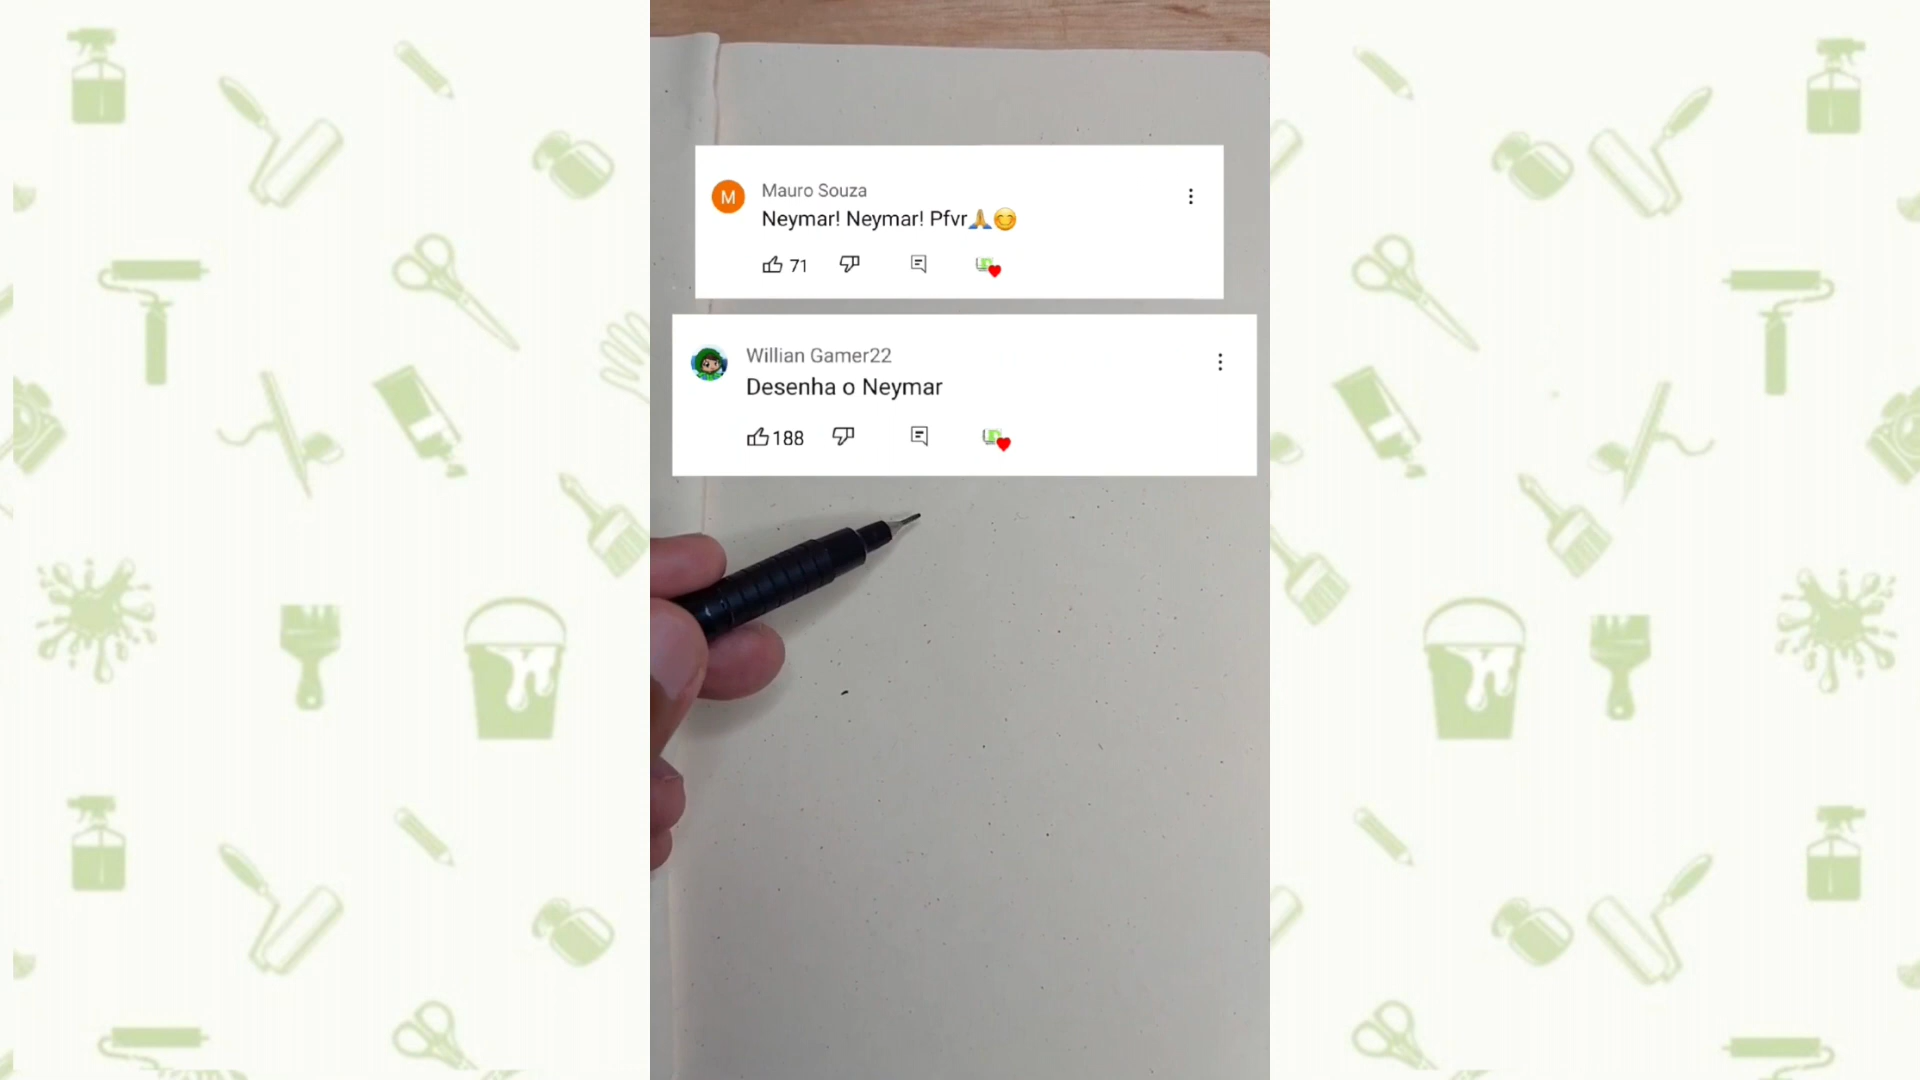 Mauro Souza
Neymar! Neymar! Pfvr🙏😊
71
Willian Gamer22
Desenha o Neymar
188